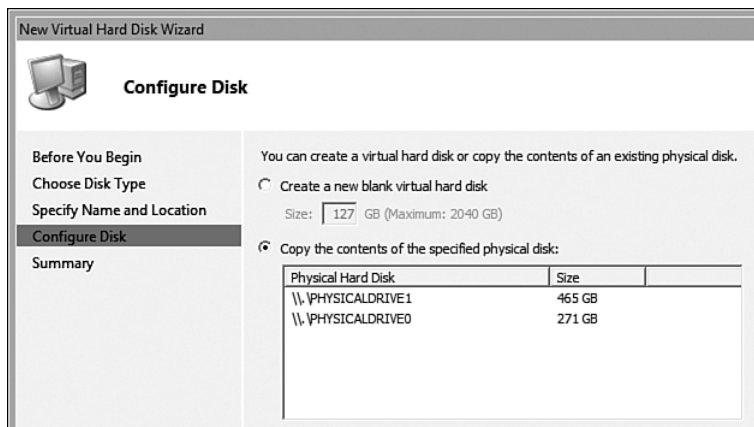 New Virtual Hard Disk Wizard
Configure Disk
Before You Begin
Choose Disk Type
Specify Name and Location
Configure Disk
Summary
You can create a virtual hard disk or copy the contents of an existing physical disk.
Create a new blank virtual hard disk
Size: 127 GB (Maximum: 2040 GB)
Copy the contents of the specified physical disk:
Physical Hard Disk Size
\\.\PHYSICALDRIVE1 465 GB
\\.\PHYSICALDRIVE0 271 GB